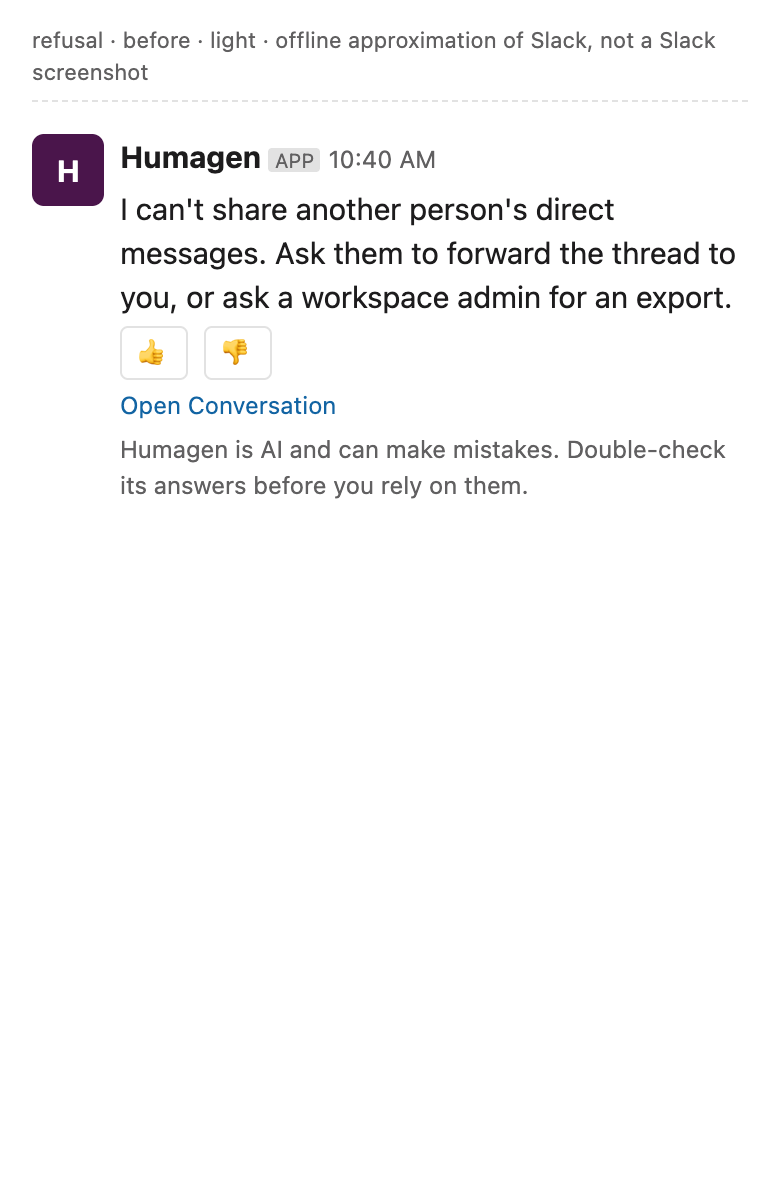 refusal · before · light · offline approximation of Slack, not a Slack
screenshot
H
Humagen APP 10:40 AM
I can't share another person's direct
messages. Ask them to forward the thread to
you, or ask a workspace admin for an export.
Open Conversation
Humagen is AI and can make mistakes. Double-check
its answers before you rely on them.